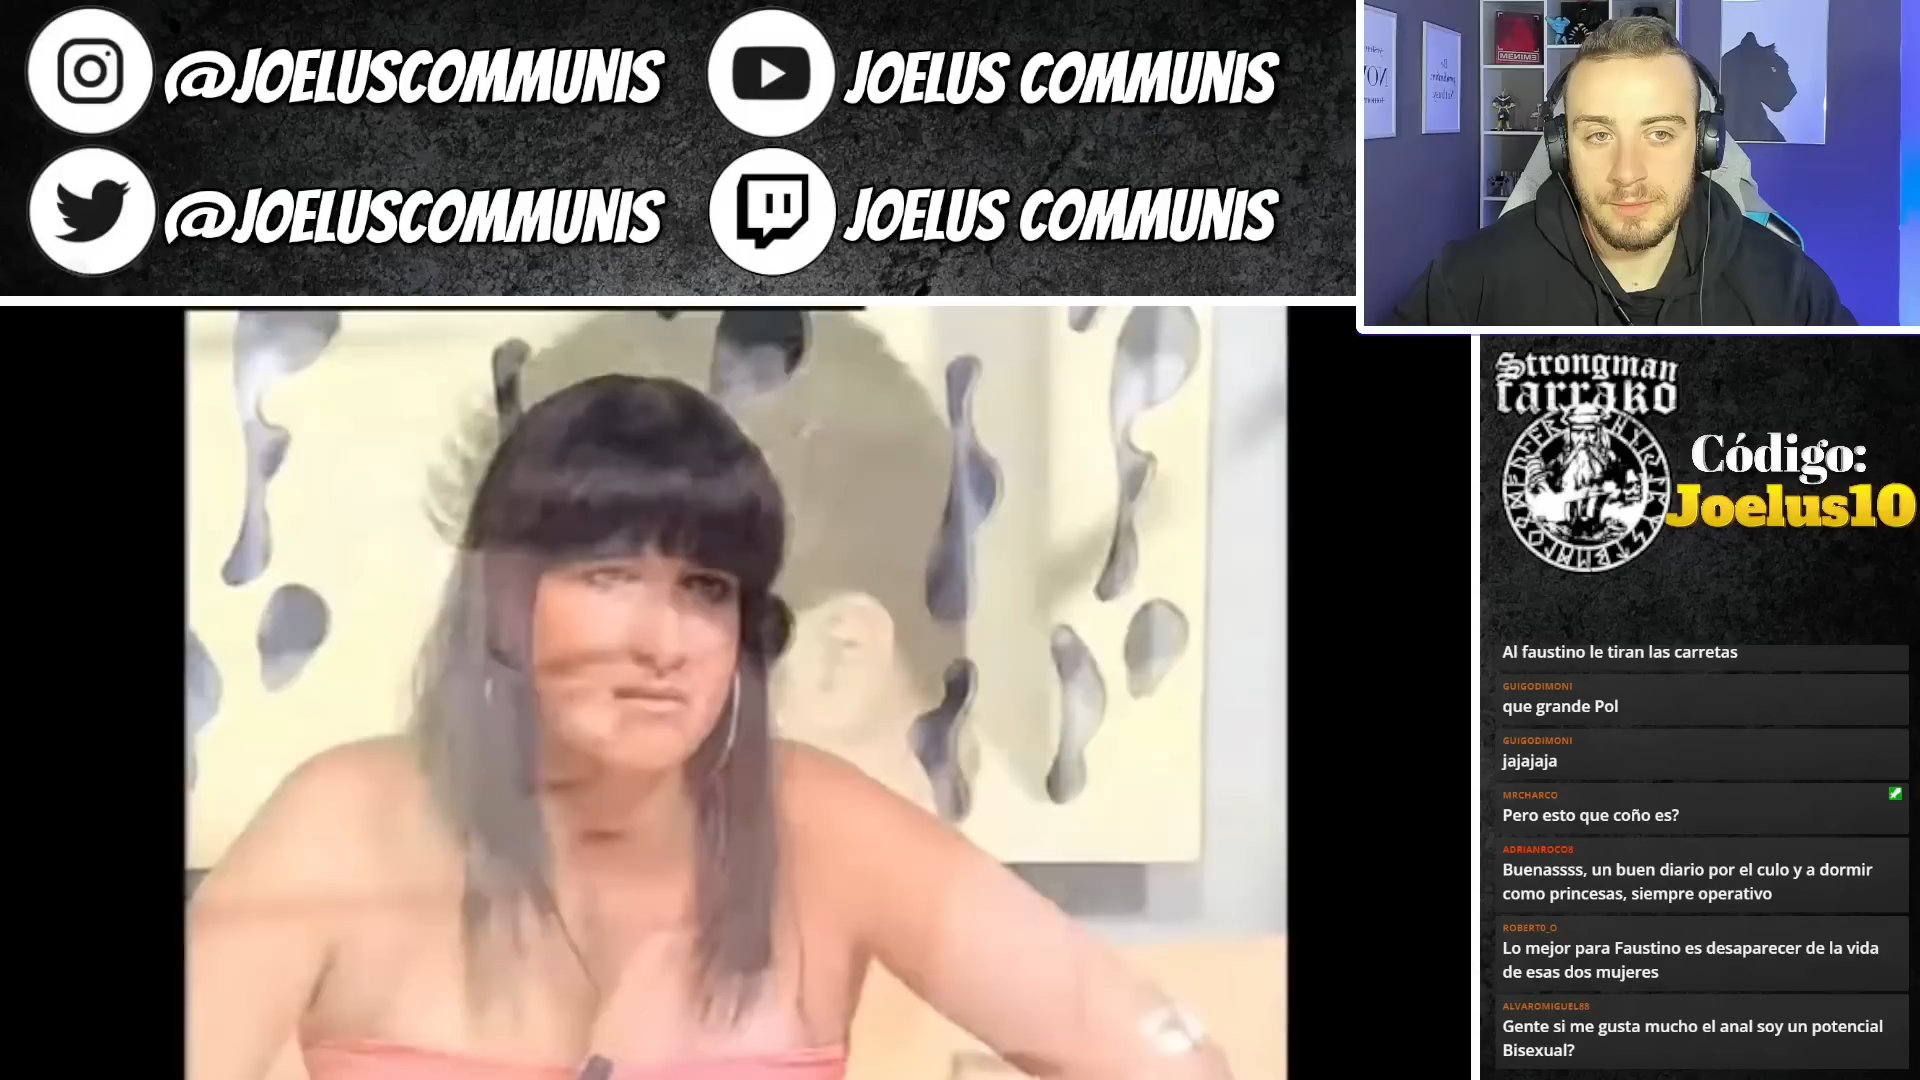 @JOELUSCOMMUNIS
JOELUS COMMUNIS
@JOELUSCOMMUNIS
JOELUS COMMUNIS
EMINEM
NOW
Strongman
Tarrako
Código:
Joelus10
Al faustino le tiran las carretas
GUIGODIMONI
que grande Pol
GUIGODIMONI
jajajaja
MRCHARCO
Pero esto que coño es?
ADRIANROCO8
Buenassss, un buen diario por el culo y a dormir
como princesas, siempre operativo
ROBERTO_O
Lo mejor para Faustino es desaparecer de la vida
de esas dos mujeres
ALVAROMIGUEL88
Gente si me gusta mucho el anal soy un potencial
Bisexual?